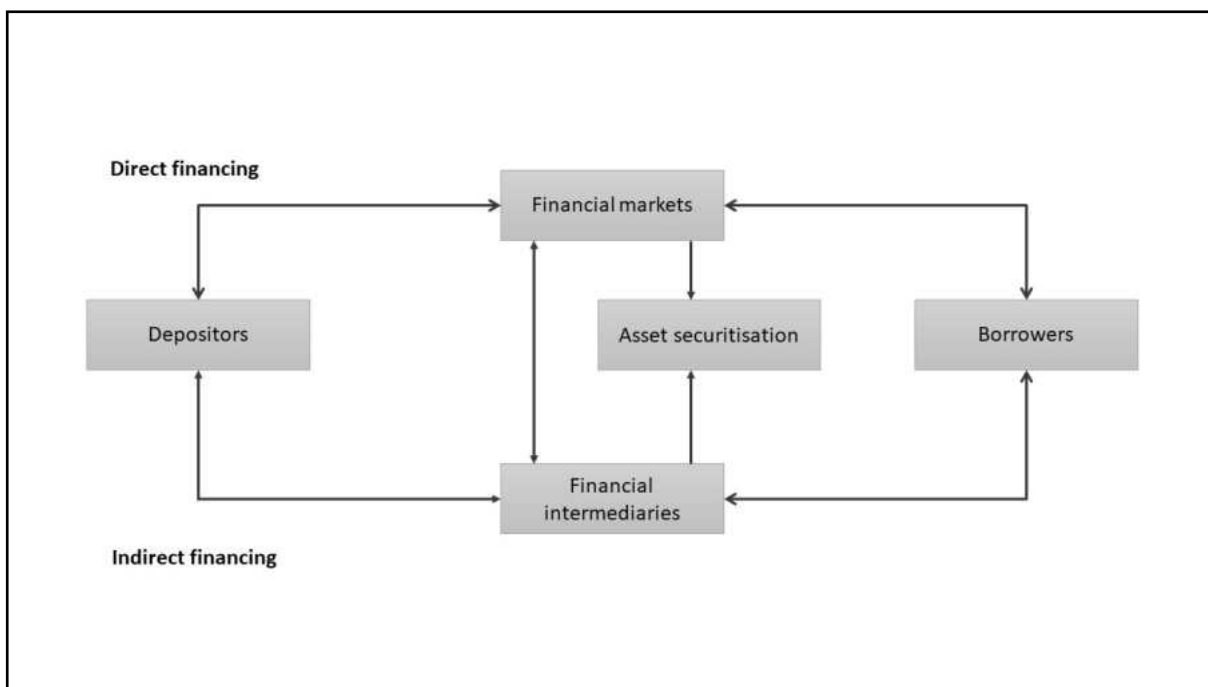 Direct financing
Financial markets
Depositors
Asset securitisation
Borrowers
Financial
intermediaries
Indirect financing